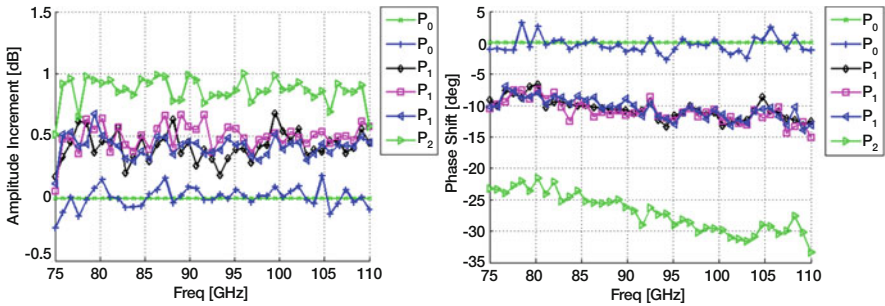 Amplitude Increment [dB]
1.5
1
0.5
0
-0.5
75 80 85 90 95 100 105 110
Freq [GHz]
P0
P0
P1
P1
P1
P2
Phase Shift [deg]
5
0
-5
-10
-15
-20
-25
-30
-35
75 80 85 90 95 100 105 110
Freq [GHz]
P0
P0
P1
P1
P1
P2